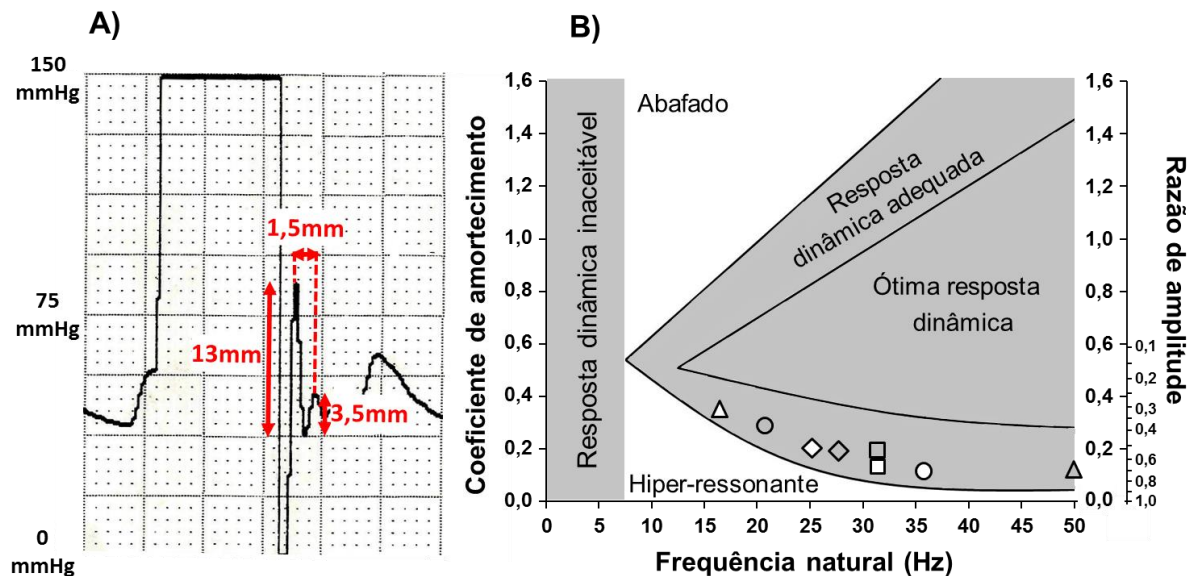 A)
150
mmHg
75
mmHg
0
mmHg
1,5mm
13mm
3,5mm
B)
Coeficiente de amortecimento
1,6
1,4
1,2
1,0
0,8
0,6
0,4
0,2
0,0
Resposta dinâmica inaceitável
Abafado
Resposta
dinâmica adequada
Ótima resposta
dinâmica
Hiper-ressonante
0 5 10 15 20 25 30 35 40 45 50
Frequência natural (Hz)
1,6
1,4
1,2
1,0
0,8
0,6
0,4
0,2
0,0
0,1
0,2
0,3
0,4
0,6
0,8
1,0
Razão de amplitude